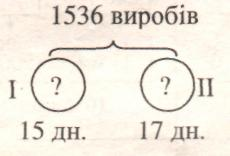 1536 виробів
I ? ? II
15 дн. 17 дн.